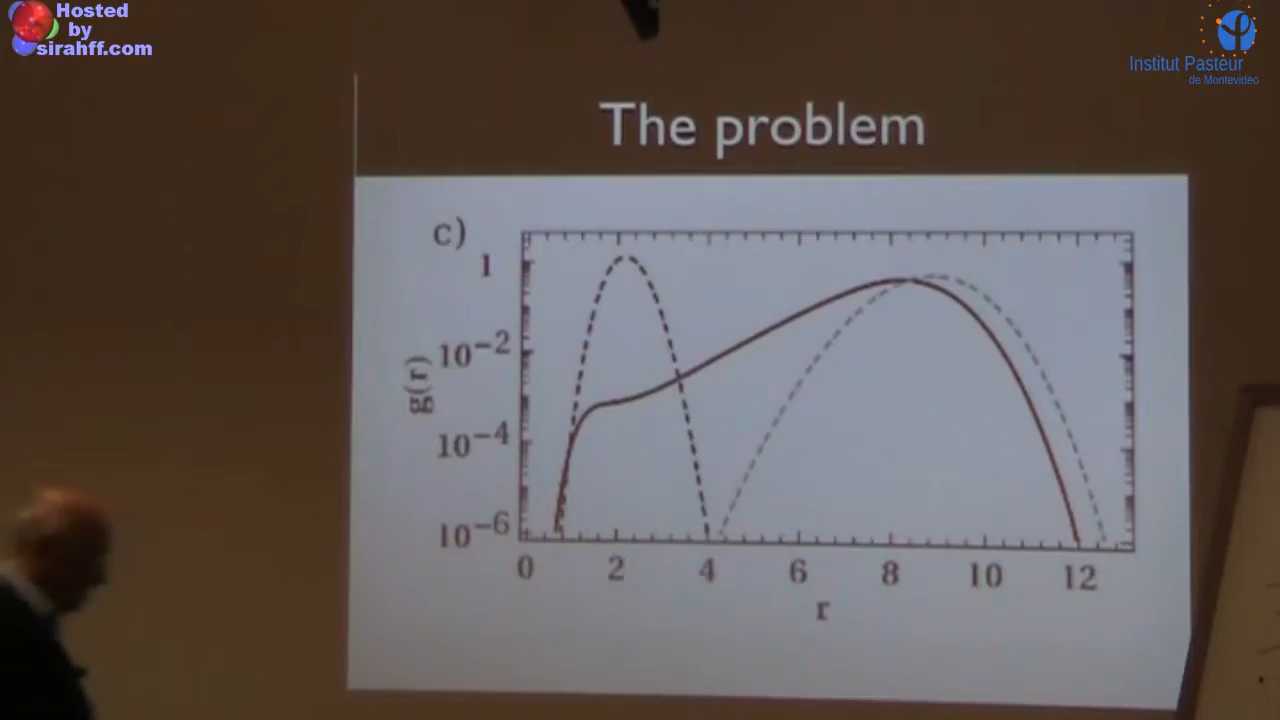 Hosted
by
sirahff.com
Institut Pasteur
de Montevideo
The problem
c)
1
10−2
10−4
10−6
g(r)
0 2 4 6 8 10 12
r